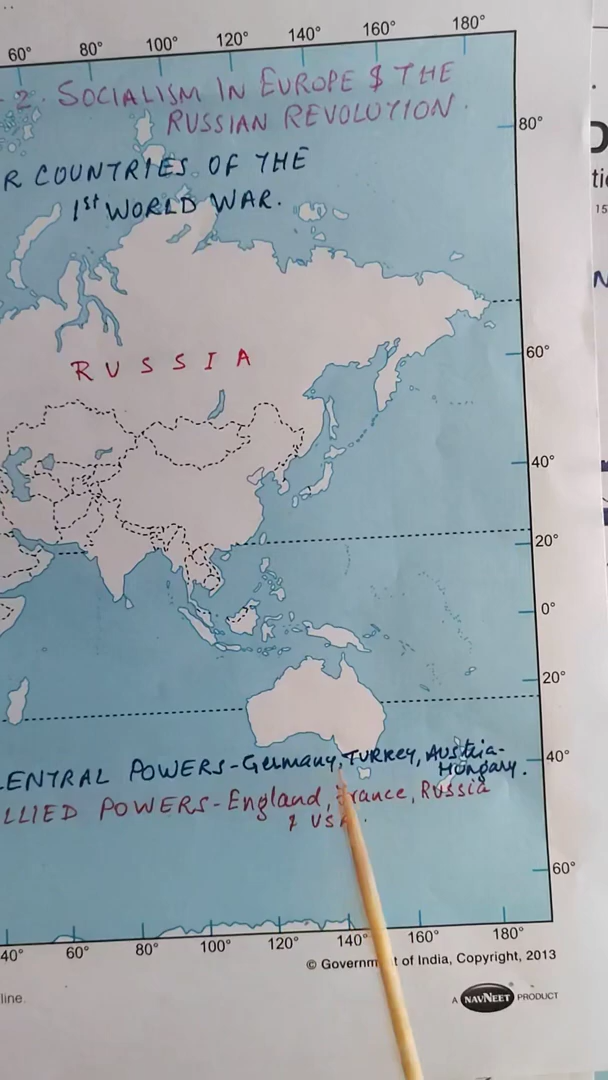 60° 80° 100° 120° 140° 160° 180°
2. SOCIALISM IN EUROPE $ THE
RUSSIAN REVOLUTION.
80°
R COUNTRIES OF THE
1st WORLD WAR.
RUSSIA
60°
40°
20°
0°
20°
ENTRAL POWERS-Germany, TURKEY, AUStria-
Hungary.
40°
LLIED POWERS-England, France, RUSSia
& USA.
60°
40° 60° 80° 100° 120° 140° 160° 180°
© Governm t of India, Copyright, 2013
line.
A NAVNEET PRODUCT